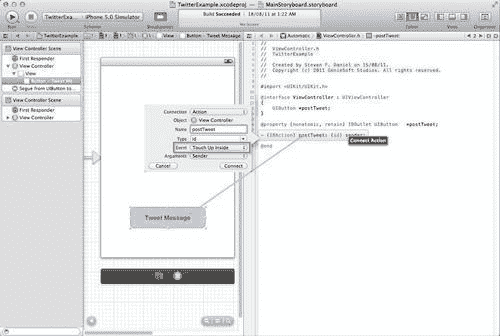 TwitterExample.xcodeproj — MainStoryboard.storyboard
TwitterExa...
iPhone 5.0 Simulator
Build Succeeded | 18/08/11 at 1:22 AM
No Issues
Run
Stop
Scheme
Breakpoints
Editor
View
Organizer
View
Button - Tweet Me
Automatic
ViewController.h
-postTweet:
View Controller Scene
First Responder
View Controller
View
Button - Tweet Me
Segue from UIButton to
View Controller Scene
First Responder
View Controller
//
// ViewController.h
// TwitterExample
//
// Created by Steven F. Daniel on 15/08/11.
// Copyright (c) 2011 GenieSoft Studios. All rights reserved.
//
#import <UIKit/UIKit.h>
@interface ViewController : UIViewController
{
UIButton *postTweet;
}
@property (nonatomic, retain) IBOutlet UIButton *postTweet;
- (IBAction) postTweet: (id) sender;
Connect Action
@end
Connection Action
Object View Controller
Name postTweet
Type id
Event Touch Up Inside
Arguments Sender
Cancel
Connect
Tweet Message